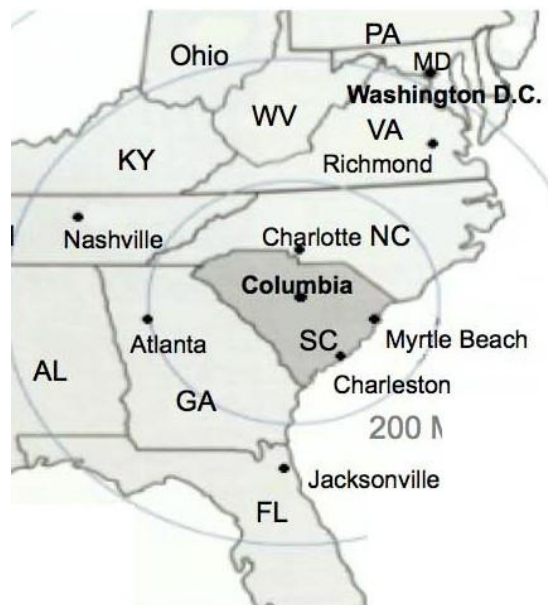 PA
Ohio
MD
Washington D.C.
WV
VA
KY
Richmond
Nashville
Charlotte NC
Columbia
SC
Atlanta
Myrtle Beach
AL
Charleston
GA
200 M
Jacksonville
FL